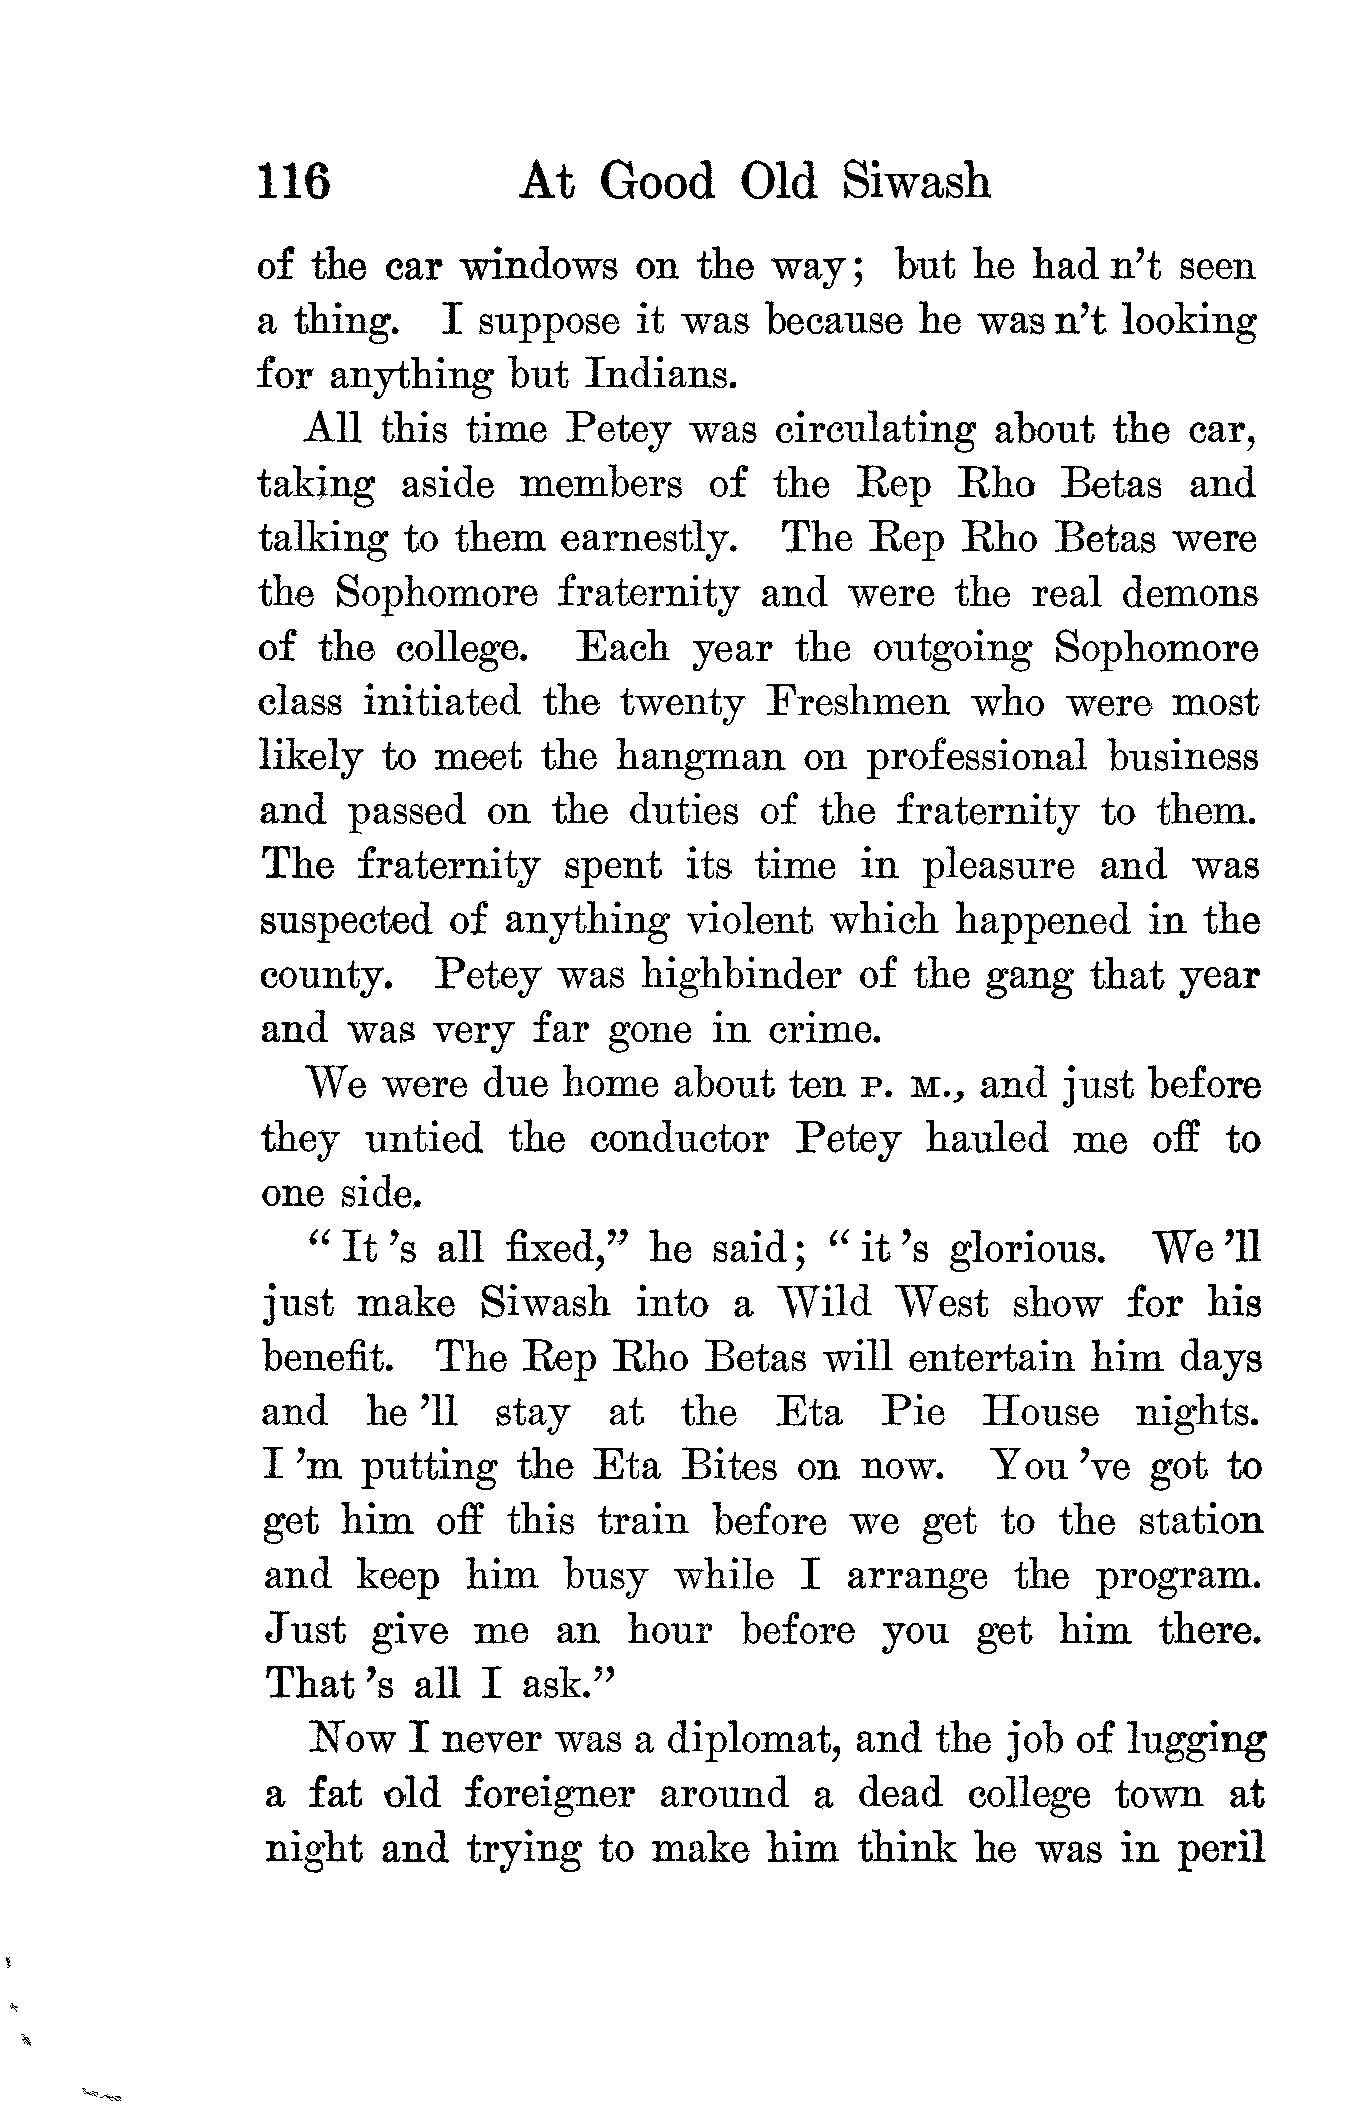 116 At Good Old Siwash
of the car windows on the way; but he had n't seen
a thing. I suppose it was because he was n't looking
for anything but Indians.
All this time Petey was circulating about the car,
taking aside members of the Rep Rho Betas and
talking to them earnestly. The Rep Rho Betas were
the Sophomore fraternity and were the real demons
of the college. Each year the outgoing Sophomore
class initiated the twenty Freshmen who were most
likely to meet the hangman on professional business
and passed on the duties of the fraternity to them.
The fraternity spent its time in pleasure and was
suspected of anything violent which happened in the
county. Petey was highbinder of the gang that year
and was very far gone in crime.
We were due home about ten P. M., and just before
they untied the conductor Petey hauled me off to
one side.
"It 's all fixed," he said; "it 's glorious. We 'll
just make Siwash into a Wild West show for his
benefit. The Rep Rho Betas will entertain him days
and he 'll stay at the Eta Pie House nights.
I 'm putting the Eta Bites on now. You 've got to
get him off this train before we get to the station
and keep him busy while I arrange the program.
Just give me an hour before you get him there.
That 's all I ask."
Now I never was a diplomat, and the job of lugging
a fat old foreigner around a dead college town at
night and trying to make him think he was in peril